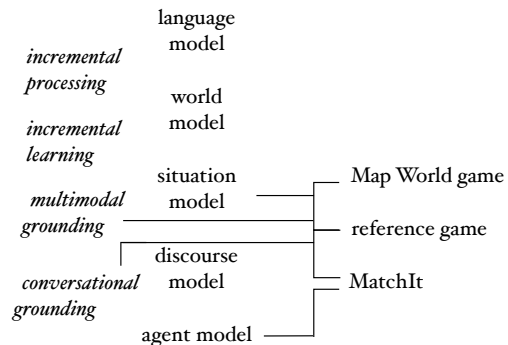 language
model
incremental
processing
world
model
incremental
learning
situation
model
Map World game
multimodal
grounding
reference game
discourse
model
conversational
grounding
MatchIt
agent model